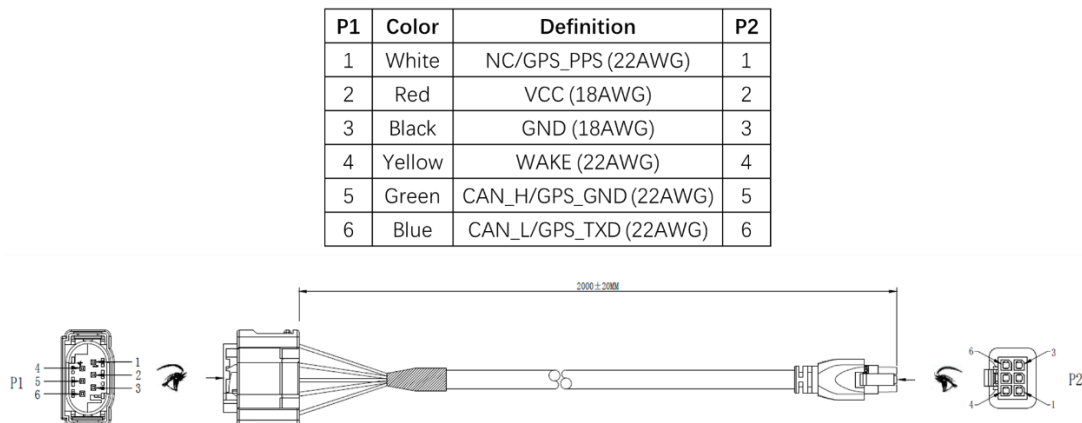 P1 Color Definition P2
1 White NC/GPS_PPS (22AWG) 1
2 Red VCC (18AWG) 2
3 Black GND (18AWG) 3
4 Yellow WAKE (22AWG) 4
5 Green CAN_H/GPS_GND (22AWG) 5
6 Blue CAN_L/GPS_TXD (22AWG) 6
2000±20MM
P1
4
5
6
1
2
3
6
3
4
1
P2